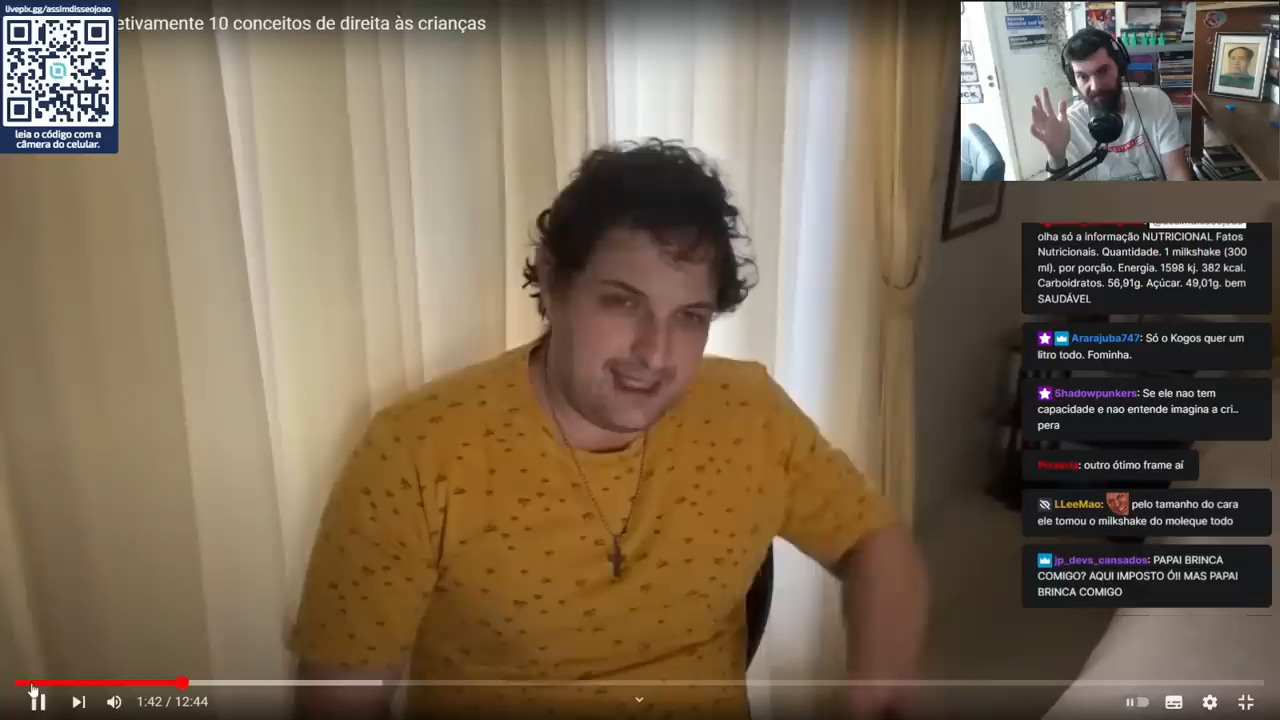 livepix.gg/assimdisseojoao
etivamente 10 conceitos de direita às crianças
leia o código com a
câmera do celular.
olha só a informação NUTRICIONAL Fatos
Nutricionais. Quantidade. 1 milkshake (300
ml). por porção. Energia. 1598 kj. 382 kcal.
Carboidratos. 56,91g. Açúcar. 49,01g. bem
SAUDÁVEL
Ararajuba747: Só o Kogos quer um
litro todo. Fominha.
Shadowpunkers: Se ele nao tem
capacidade e nao entende imagina a cri..
pera
: outro ótimo frame aí
LLeeMao: pelo tamanho do cara
ele tomou o milkshake do moleque todo
jp_devs_cansados: PAPAI BRINCA
COMIGO? AQUI IMPOSTO Ó!! MAS PAPAI
BRINCA COMIGO
1:42 / 12:44